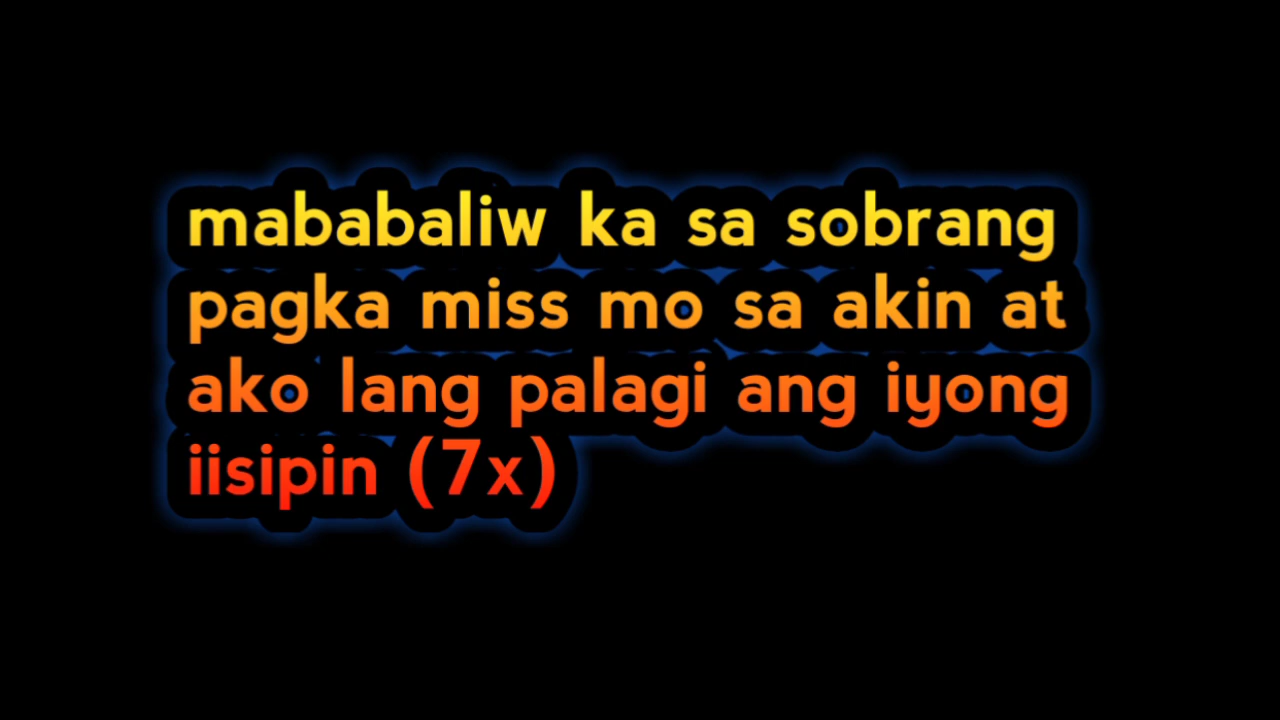 mababaliw ka sa sobrang
pagka miss mo sa akin at
ako lang palagi ang iyong
iisipin (7x)